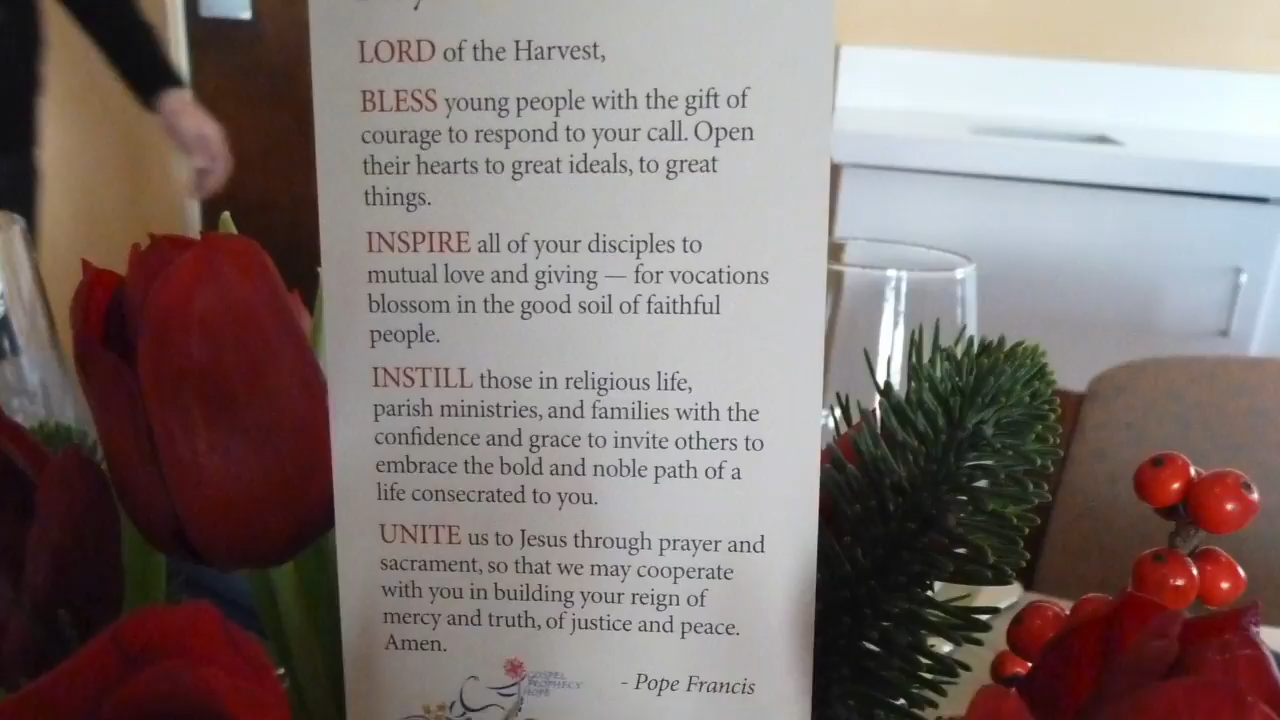 LORD of the Harvest,
BLESS young people with the gift of
courage to respond to your call. Open
their hearts to great ideals, to great
things.
INSPIRE all of your disciples to
mutual love and giving — for vocations
blossom in the good soil of faithful
people.
INSTILL those in religious life,
parish ministries, and families with the
confidence and grace to invite others to
embrace the bold and noble path of a
life consecrated to you.
UNITE us to Jesus through prayer and
sacrament, so that we may cooperate
with you in building your reign of
mercy and truth, of justice and peace.
Amen.
- Pope Francis
GOSPEL
PROPHECY
HOPE